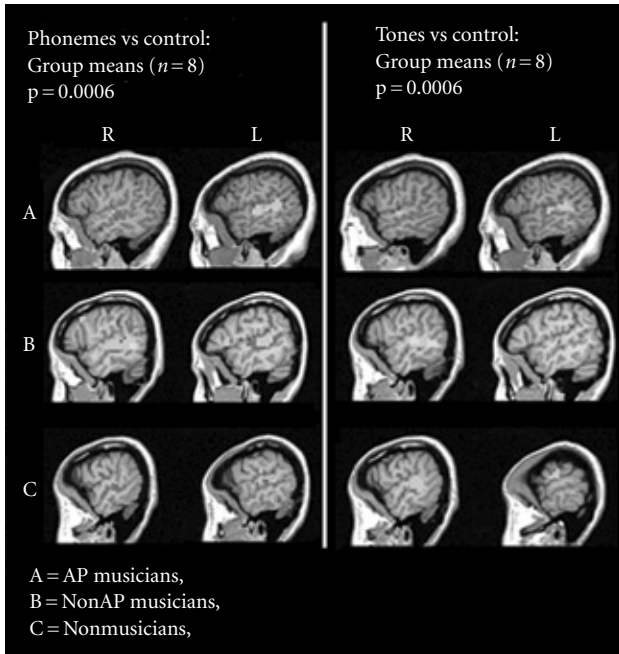 Phonemes vs control:
Group means (n=8)
p=0.0006
Tones vs control:
Group means (n=8)
p=0.0006
R L R L
A
B
C
A=AP musicians,
B=NonAP musicians,
C=Nonmusicians,